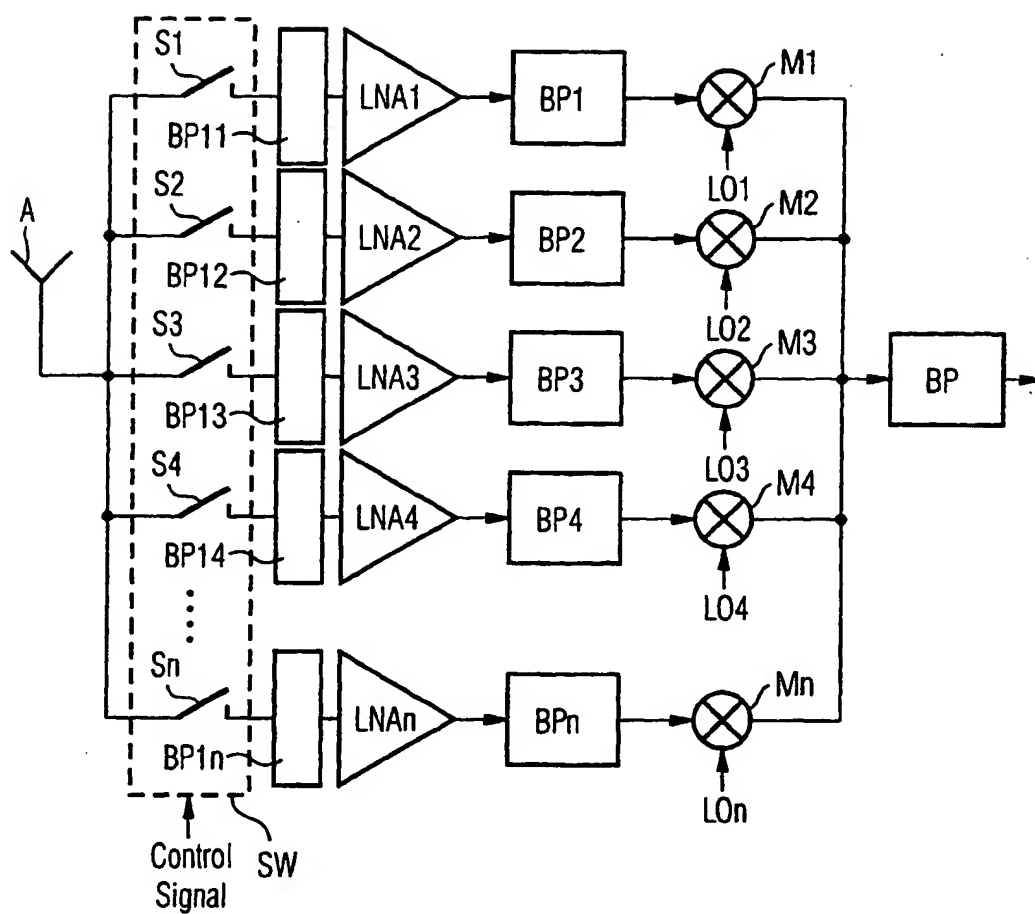 S1
LNA1
BP1
M1
BP11
LO1
A
S2
LNA2
BP2
M2
BP12
LO2
S3
LNA3
BP3
M3
BP
BP13
LO3
S4
LNA4
BP4
M4
BP14
LO4
Sn
LNAn
BPn
Mn
BP1n
LOn
Control
Signal
SW